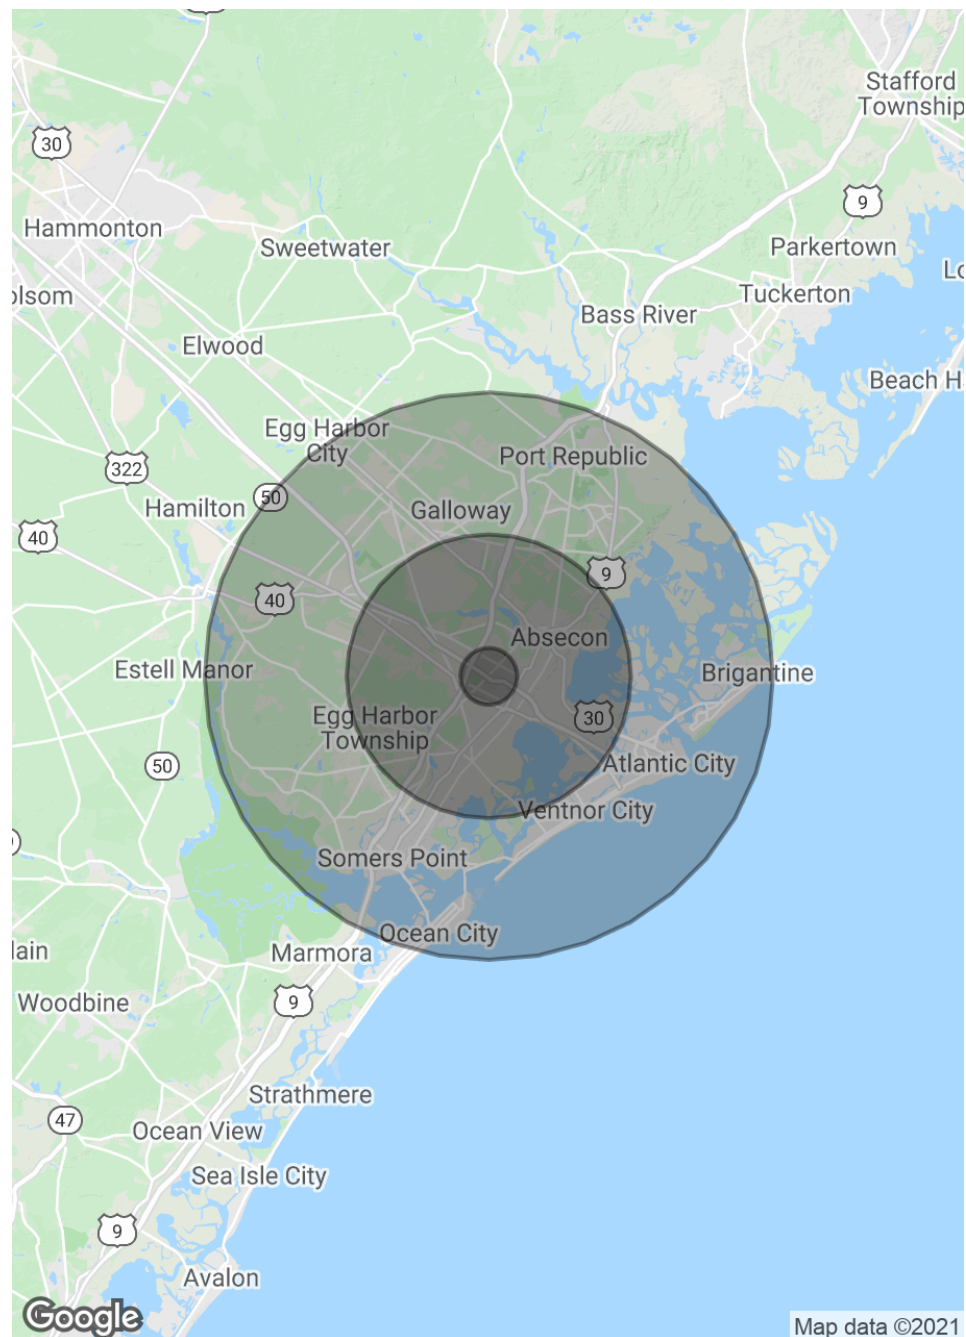 Stafford
Township
30
9
Hammonton
Sweetwater
Parkertown
Lo
olsom
Tuckerton
Bass River
Elwood
Beach Ha
Egg Harbor
City
Port Republic
322
50
Hamilton
Galloway
40
9
40
Absecon
Estell Manor
Brigantine
Egg Harbor
Township
30
50
Atlantic City
Ventnor City
Somers Point
Ocean City
Marmora
lain
Woodbine
9
Strathmere
47
Ocean View
Sea Isle City
9
Avalon
Google
Map data ©2021